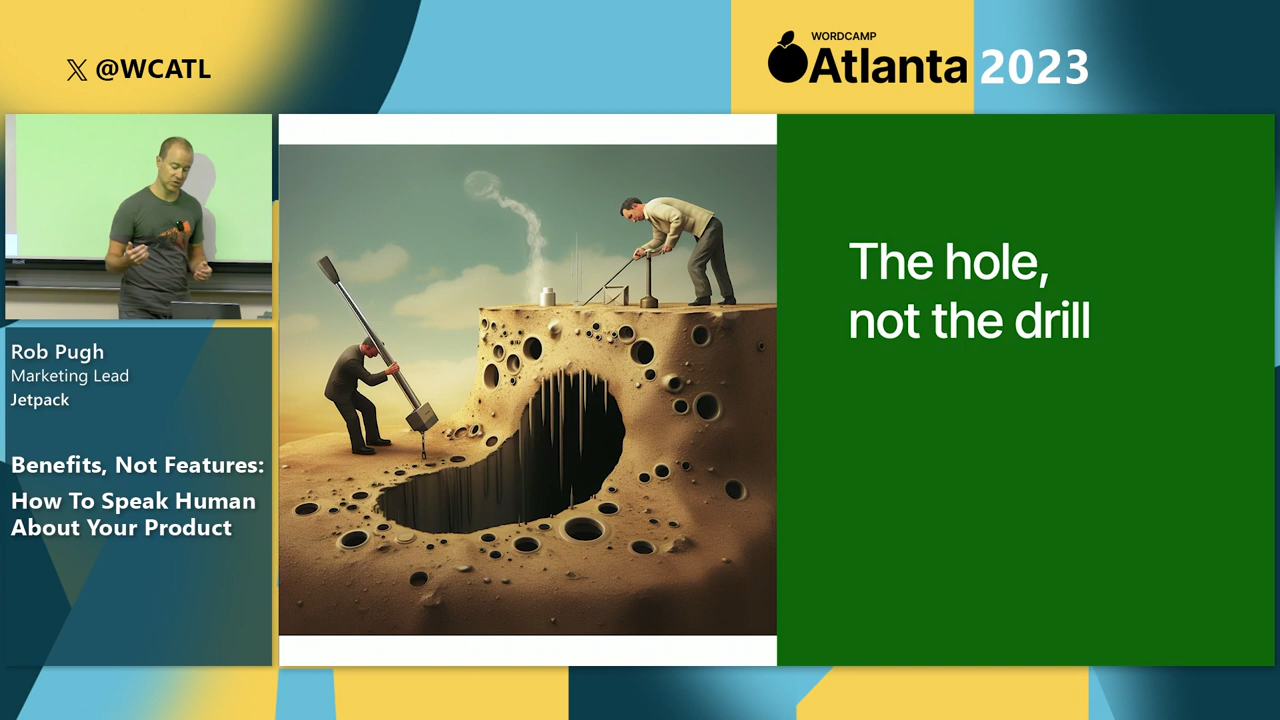 𝕏 @WCATL
WORDCAMP
Atlanta 2023
The hole,
not the drill
Rob Pugh
Marketing Lead
Jetpack
Benefits, Not Features:
How To Speak Human
About Your Product